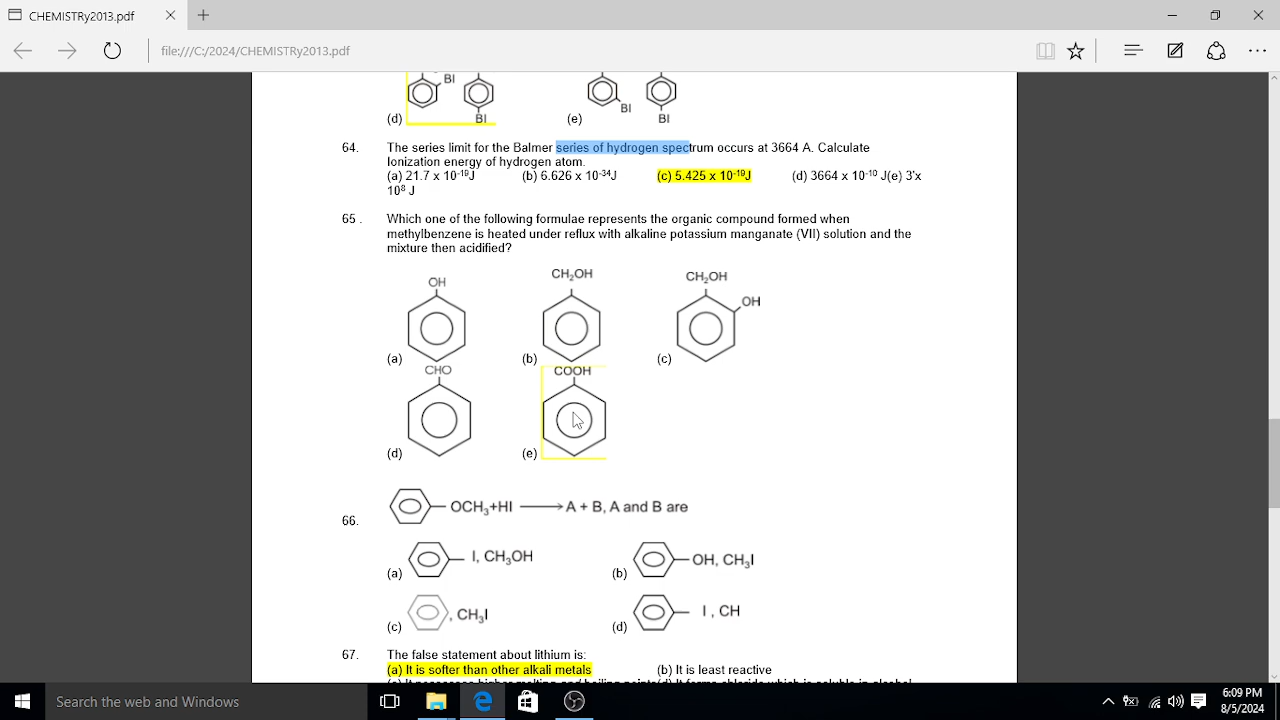 CHEMISTRy2013.pdf
file:///C:/2024/CHEMISTRy2013.pdf
BI
(d) BI (e) BI BI
64. The series limit for the Balmer series of hydrogen spectrum occurs at 3664 A. Calculate
Ionization energy of hydrogen atom.
(a) 21.7 x 10⁻¹⁹J (b) 6.626 x 10⁻³⁴J (c) 5.425 x 10⁻¹⁹J (d) 3664 x 10⁻¹⁰ J(e) 3'x
10⁸ J
65 . Which one of the following formulae represents the organic compound formed when
methylbenzene is heated under reflux with alkaline potassium manganate (VII) solution and the
mixture then acidified?
OH CH₂OH CH₂OH
OH
(a) (b) (c)
CHO COOH
(d) (e)
66. OCH₃+HI A + B, A and B are
(a) I, CH₃OH (b) OH, CH₃I
(c) , CH₃I (d) I , CH
67. The false statement about lithium is:
(a) It is softer than other alkali metals (b) It is least reactive
Search the web and Windows
6:09 PM
8/5/2024